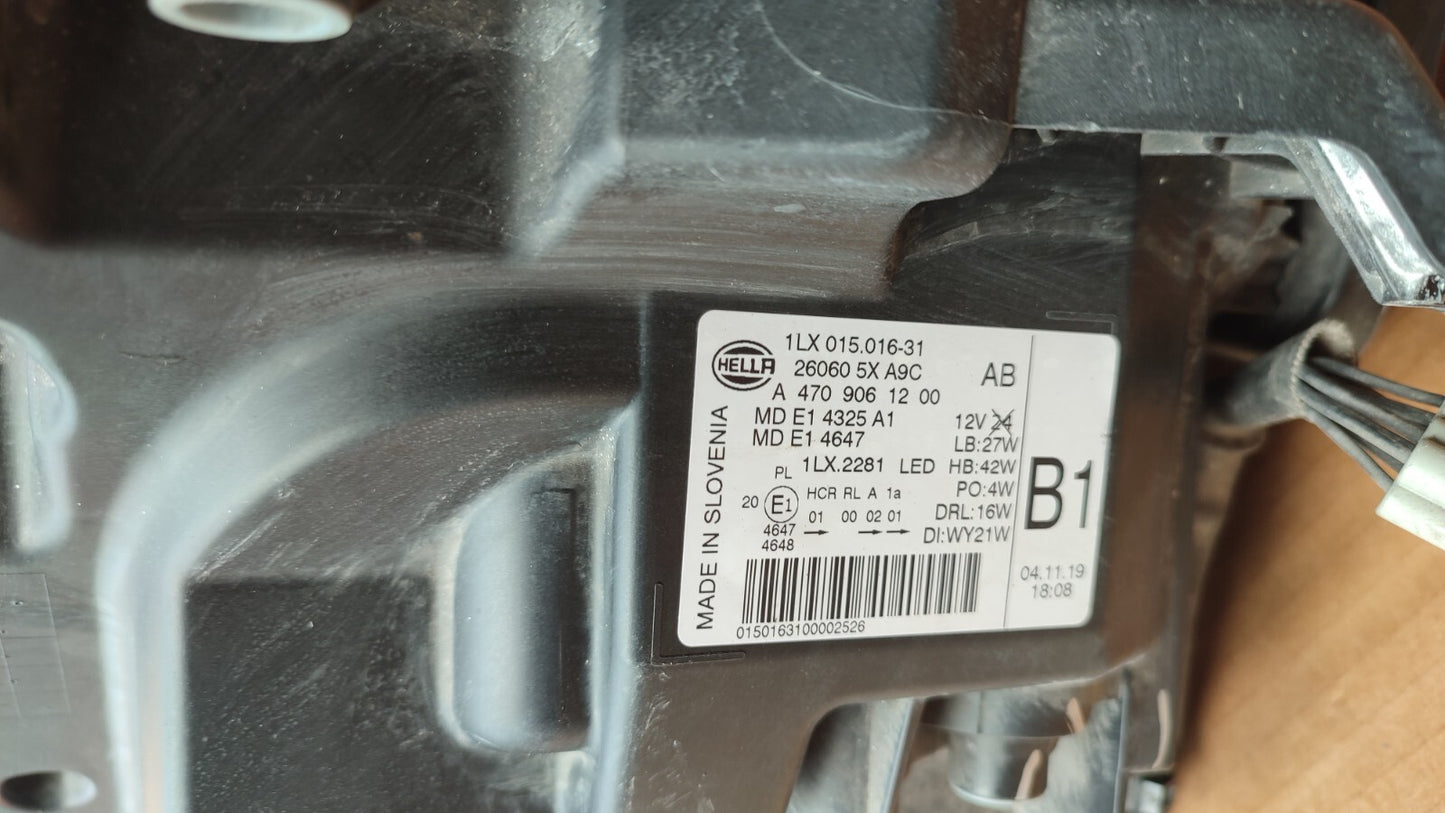 HELLA
1LX 015.016-31
26060 5X A9C
A 470 906 12 00
AB
MD E1 4325 A1
MD E1 4647
12V 24
LB:27W
PL 1LX.2281 LED HB:42W
PO:4W
20 E1 HCR RL A 1a
01 00 02 01
DRL:16W
4647
4648
DI:WY21W
B1
04.11.19
18:08
MADE IN SLOVENIA
0150163100002526